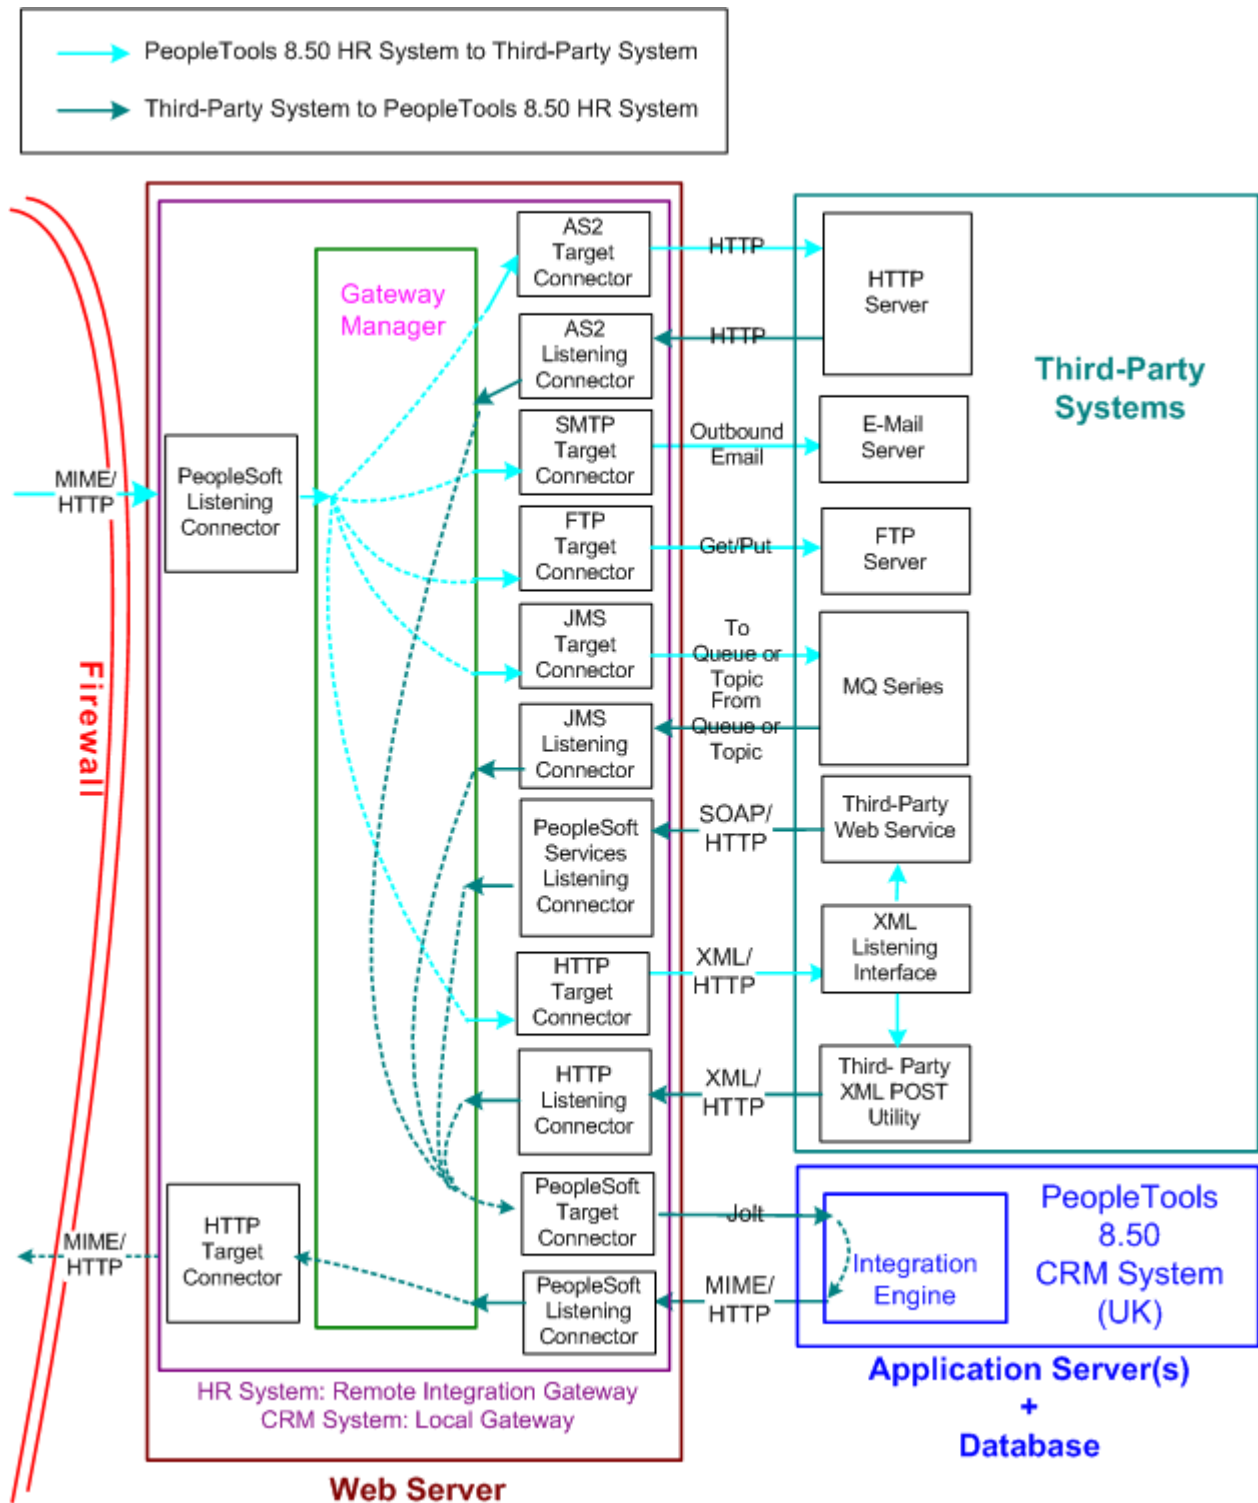 PeopleTools 8.50 HR System to Third-Party System
Third-Party System to PeopleTools 8.50 HR System
Firewall
MIME/
HTTP
PeopleSoft
Listening
Connector
Gateway
Manager
AS2
Target
Connector
HTTP
HTTP
Server
AS2
Listening
Connector
HTTP
Third-Party
Systems
SMTP
Target
Connector
Outbound
Email
E-Mail
Server
FTP
Target
Connector
Get/Put
FTP
Server
JMS
Target
Connector
To
Queue or
Topic
MQ Series
JMS
Listening
Connector
From
Queue or
Topic
PeopleSoft
Services
Listening
Connector
SOAP/
HTTP
Third-Party
Web Service
XML
Listening
Interface
HTTP
Target
Connector
XML/
HTTP
HTTP
Listening
Connector
XML/
HTTP
Third- Party
XML POST
Utility
PeopleSoft
Target
Connector
Jolt
Integration
Engine
PeopleTools
8.50
CRM System
(UK)
MIME/
HTTP
HTTP
Target
Connector
PeopleSoft
Listening
Connector
MIME/
HTTP
HR System: Remote Integration Gateway
CRM System: Local Gateway
Web Server
Application Server(s)
+
Database